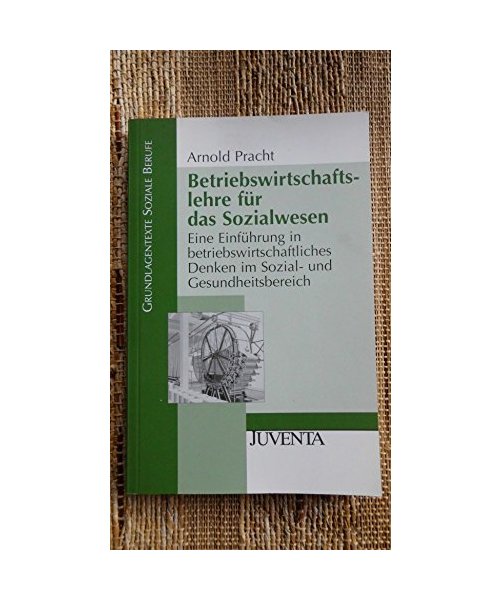 GRUNDLAGENTEXTE SOZIALE BERUFE
Arnold Pracht
Betriebswirtschafts-
lehre für
das Sozialwesen
Eine Einführung in
betriebswirtschaftliches
Denken im Sozial- und
Gesundheitsbereich
JUVENTA